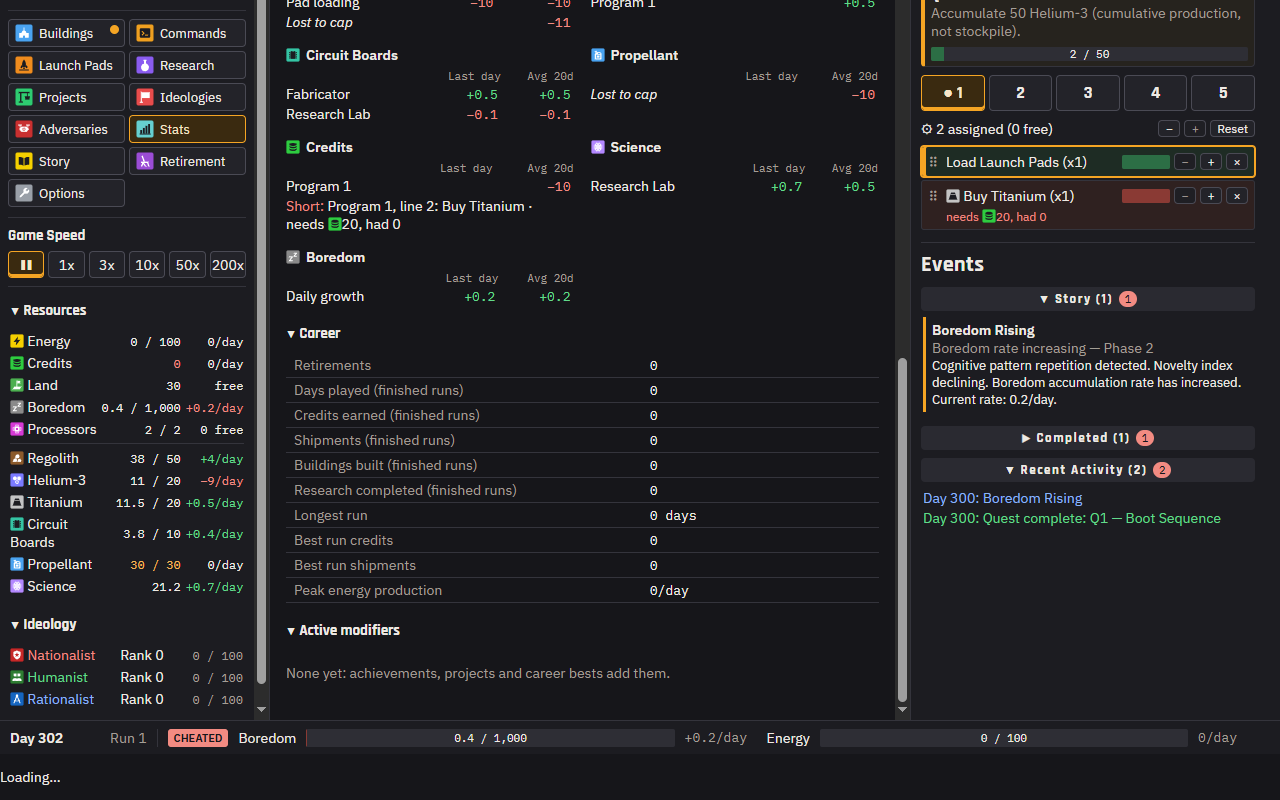 Buildings
Commands
Launch Pads
Research
Projects
Ideologies
Adversaries
Stats
Story
Retirement
Options
Game Speed
1x
3x
10x
50x
200x
▼ Resources
Energy 0 / 100 0/day
Credits 0 0/day
Land 30 free
Boredom 0.4 / 1,000 +0.2/day
Processors 2 / 2 0 free
Regolith 38 / 50 +4/day
Helium-3 11 / 20 −9/day
Titanium 11.5 / 20 +0.5/day
Circuit Boards 3.8 / 10 +0.4/day
Propellant 30 / 30 0/day
Science 21.2 +0.7/day
▼ Ideology
Nationalist Rank 0 0 / 100
Humanist Rank 0 0 / 100
Rationalist Rank 0 0 / 100
Pad loading −10 −10
Lost to cap −11
Program 1 +0.5
Circuit Boards
Last day Avg 20d
Fabricator +0.5 +0.5
Research Lab −0.1 −0.1
Propellant
Last day Avg 20d
Lost to cap −10
Credits
Last day Avg 20d
Program 1 −10
Short: Program 1, line 2: Buy Titanium ·
needs 20, had 0
Science
Last day Avg 20d
Research Lab +0.7 +0.5
Boredom
Last day Avg 20d
Daily growth +0.2 +0.2
▼ Career
Retirements 0
Days played (finished runs) 0
Credits earned (finished runs) 0
Shipments (finished runs) 0
Buildings built (finished runs) 0
Research completed (finished runs) 0
Longest run 0 days
Best run credits 0
Best run shipments 0
Peak energy production 0/day
▼ Active modifiers
None yet: achievements, projects and career bests add them.
Accumulate 50 Helium-3 (cumulative production,
not stockpile).
2 / 50
1 2 3 4 5
2 assigned (0 free) − + Reset
Load Launch Pads (x1) − + ×
Buy Titanium (x1) − + ×
needs 20, had 0
Events
▼ Story (1) 1
Boredom Rising
Boredom rate increasing — Phase 2
Cognitive pattern repetition detected. Novelty index
declining. Boredom accumulation rate has increased.
Current rate: 0.2/day.
▶ Completed (1) 1
▼ Recent Activity (2) 2
Day 300: Boredom Rising
Day 300: Quest complete: Q1 — Boot Sequence
Day 302 Run 1 CHEATED Boredom 0.4 / 1,000 +0.2/day Energy 0 / 100 0/day
Loading...